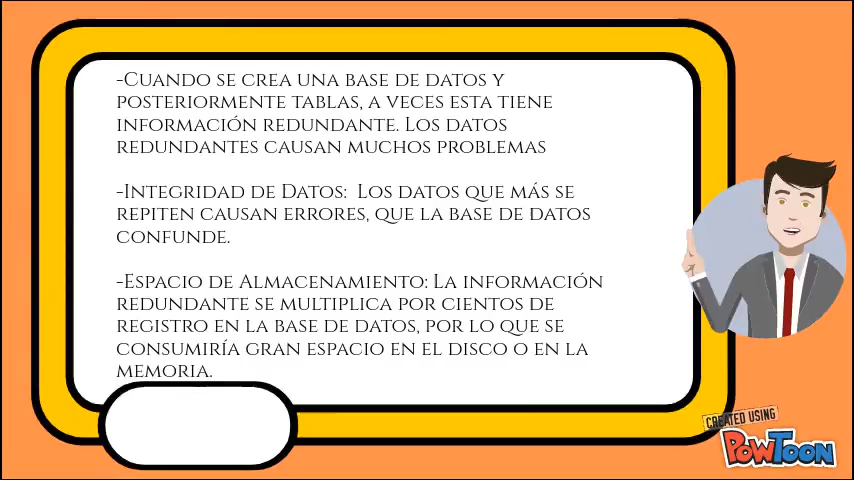 -Cuando se crea una base de datos y
posteriormente tablas, a veces esta tiene
información redundante. Los datos
redundantes causan muchos problemas
-Integridad de Datos: Los datos que más se
repiten causan errores, que la base de datos
confunde.
-Espacio de Almacenamiento: La información
redundante se multiplica por cientos de
registro en la base de datos, por lo que se
consumiría gran espacio en el disco o en la
memoria.
CREATED USING
POWTOON